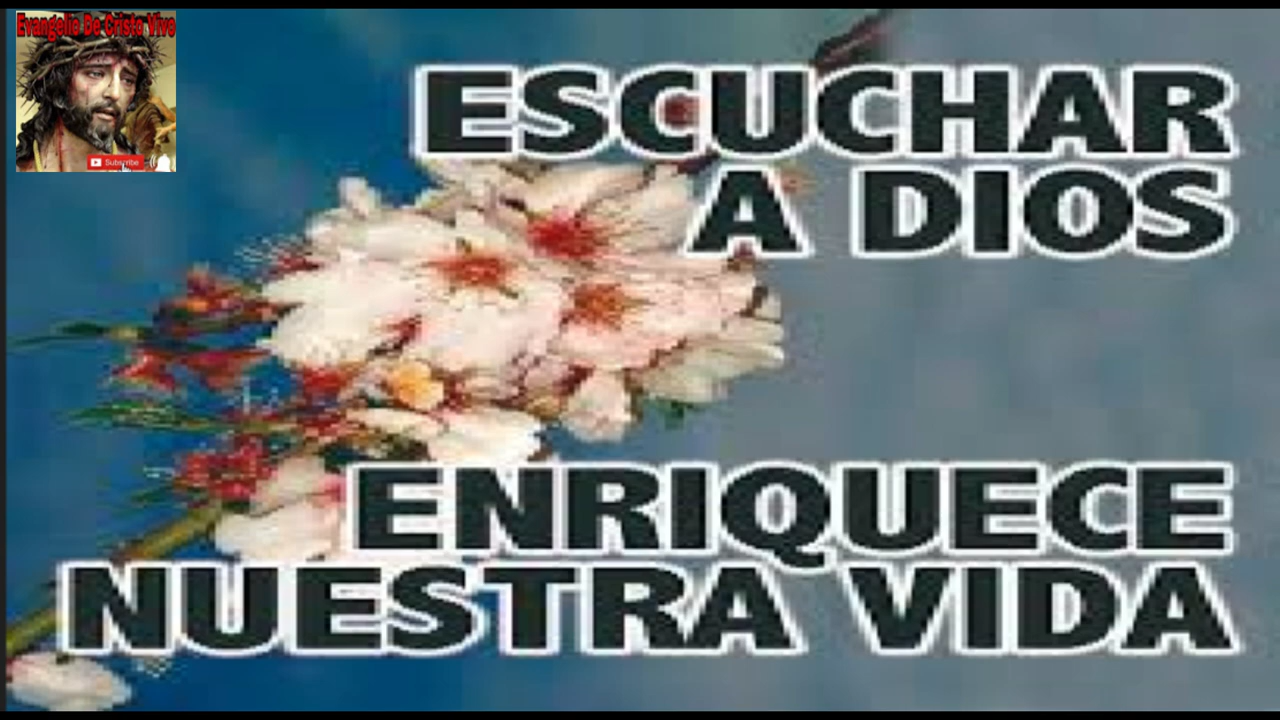 Evangelio De Cristo Vivo
Subscribe
ESCUCHAR
A DIOS
ENRIQUECE
NUESTRA VIDA